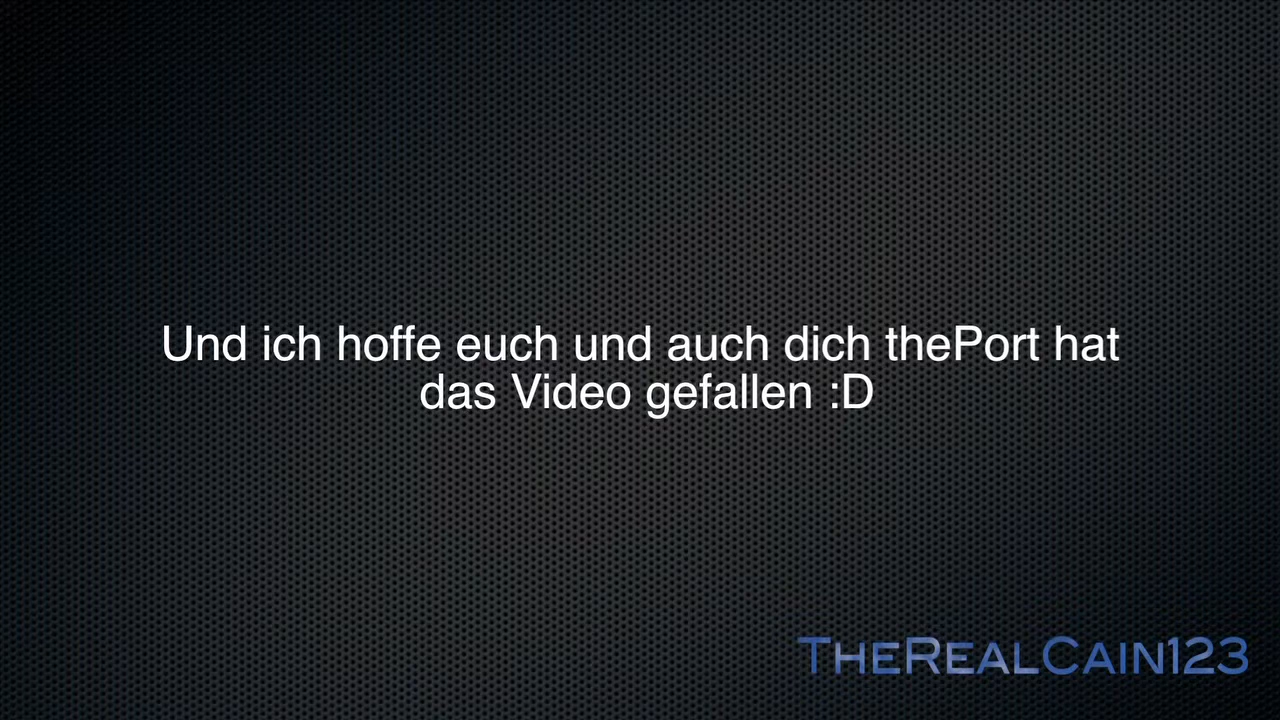 Und ich hoffe euch und auch dich thePort hat
das Video gefallen :D
TheRealCain123